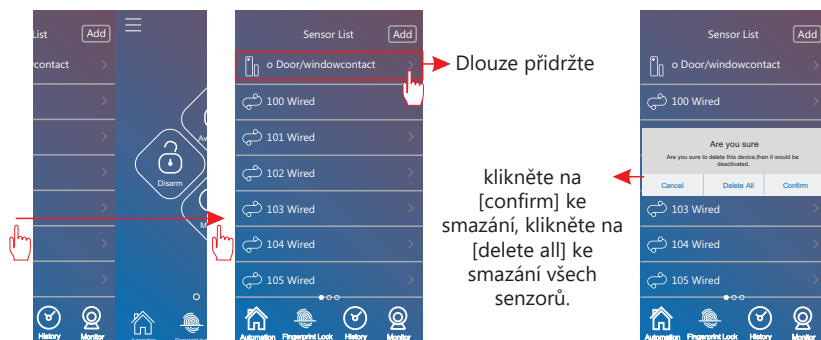 List
Add
contact
Aw
Disarm
M
History
Monitor
Sensor List
Add
o Door/windowcontact
100 Wired
101 Wired
102 Wired
103 Wired
104 Wired
105 Wired
Automation
Fingerprint Lock
History
Monitor
Dlouze přidržte
klikněte na
[confirm] ke
smazání, klikněte na
[delete all] ke
smazání všech
senzorů.
Sensor List
Add
o Door/windowcontact
100 Wired
Are you sure
Are you sure to delete this device,then it would be
deactivated.
Cancel
Delete All
Confirm
103 Wired
104 Wired
105 Wired
Automation
Fingerprint Lock
History
Monitor